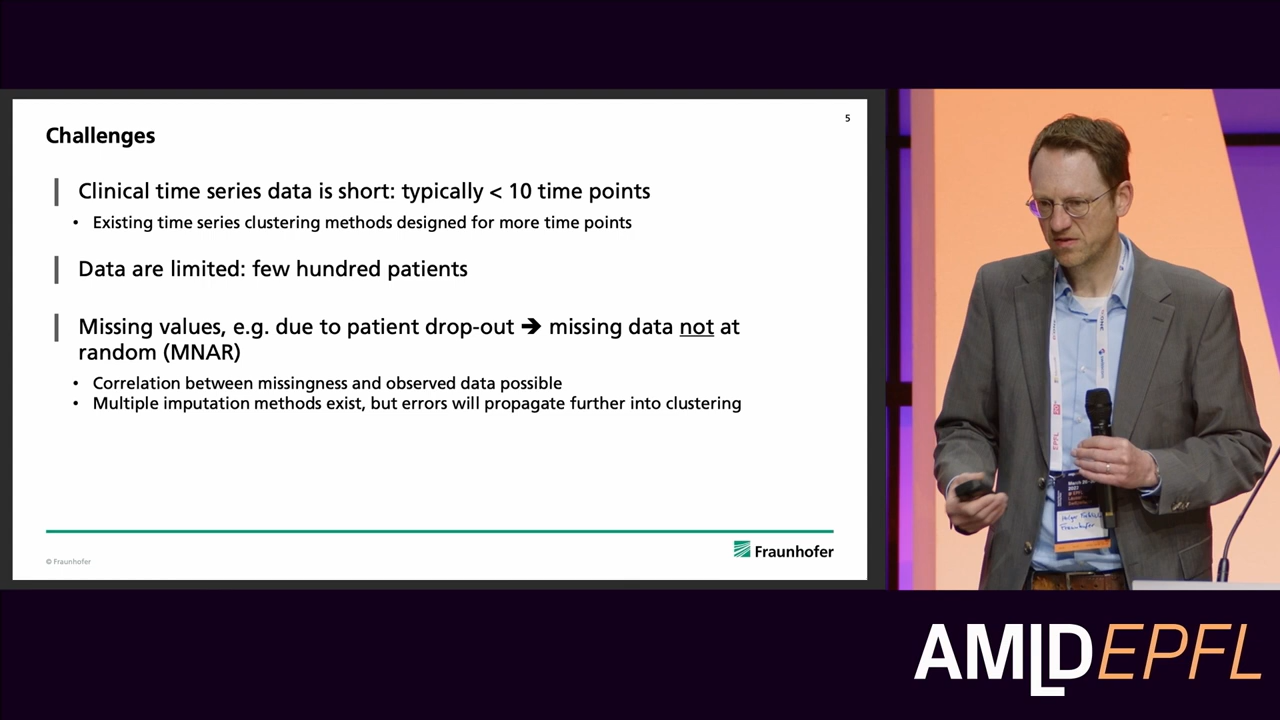 5
Challenges
Clinical time series data is short: typically < 10 time points
• Existing time series clustering methods designed for more time points
Data are limited: few hundred patients
Missing values, e.g. due to patient drop-out ➔ missing data not at
random (MNAR)
• Correlation between missingness and observed data possible
• Multiple imputation methods exist, but errors will propagate further into clustering
© Fraunhofer
Fraunhofer
EPFL
Fraunhofer
AMLDEPFL